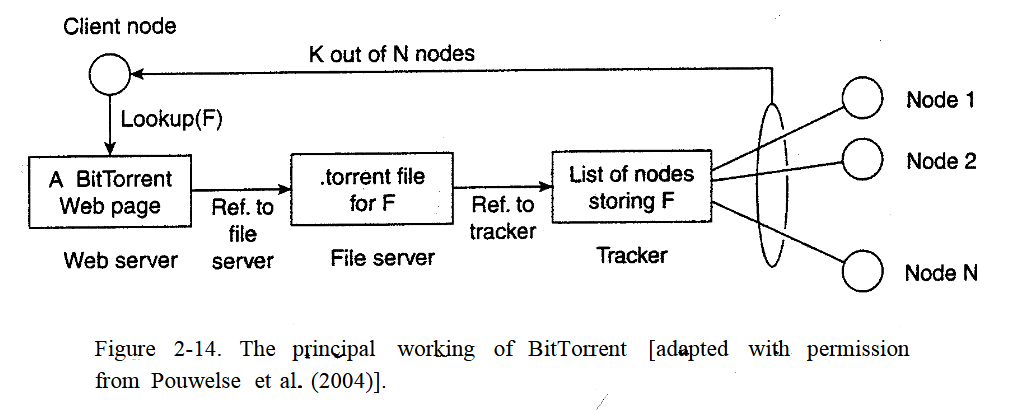 Client node
K out of N nodes
Node 1
Lookup(F)
A BitTorrent
Web page
.torrent file
for F
List of nodes
storing F
Node 2
Ref. to
file
server
Ref. to
tracker
Web server
File server
Tracker
Node N
Figure 2-14. The principal working of BitTorrent [adapted with permission
from Pouwelse et al. (2004)].